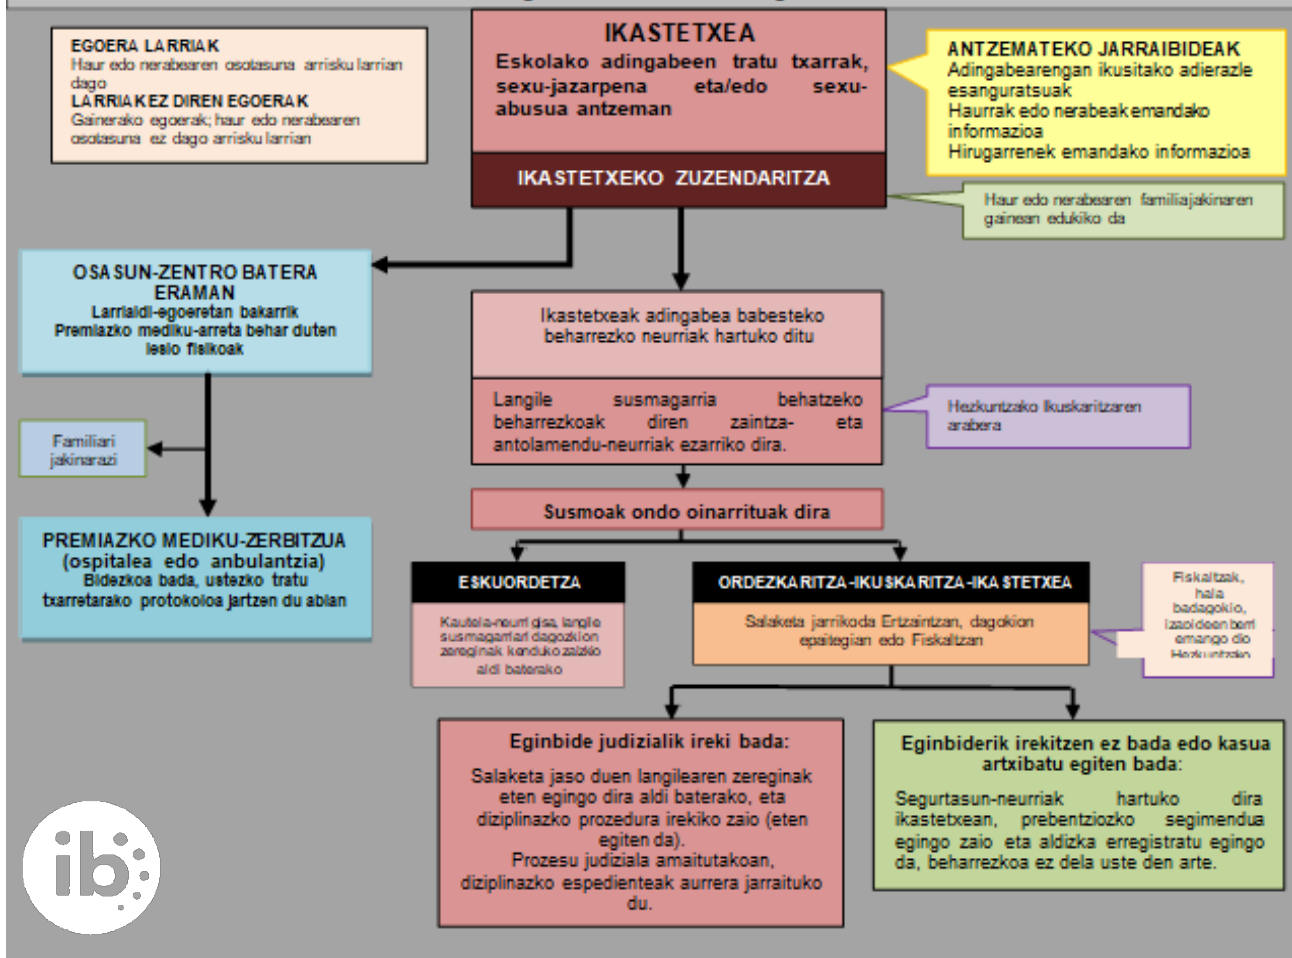 EGOERA LARRIAK
Haur edo nerabearen osotasuna arrisku larrian
dago
LARRIAK EZ DIREN EGOERAK
Gainerako egoerak; haur edo nerabearen
osotasuna ez dago arrisku larrian
IKASTETXEA
Eskolako adingabeen tratu txarrak,
sexu-jazarpena eta/edo sexu-
abusua antzeman
IKASTETXEKO ZUZENDARITZA
ANTZEMATEKO JARRAIBIDEAK
Adingabearengan ikusitako adierazle
esanguratsuak
Haurrak edo nerabeak emandako
informazioa
Hirugarrenek emandako informazioa
Haur edo nerabearen familia jakinaren
gainean edukiko da
OSASUN-ZENTRO BATERA
ERAMAN
Larrialdi-egoeretan bakarrik
Premiazko mediku-arreta behar duten
lesio fisikoak
Familiari
jakinarazi
PREMIAZKO MEDIKU-ZERBITZUA
(ospitalea edo anbulantzia)
Bidezkoa bada, ustezko tratu
txarretarako protokoloa jartzen du abian
Ikastetxeak adingabea babesteko
beharrezko neurriak hartuko ditu
Langile susmagarria behatzeko
beharrezkoak diren zaintza- eta
antolamendu-neurriak ezarriko dira.
Hezkuntzako Ikuskaritzaren
arabera
Susmoak ondo oinarrituak dira
ESKUORDETZA
Kautela-neurri gisa, langile
susmagarriari dagozkion
zereginak kenduko zaizkio
aldi baterako
ORDEZKARITZA-IKUSKARITZA-IKASTETXEA
Salaketa jarriko da Ertzaintzan, dagokion
epaitegian edo Fiskaltzan
Fiskaltzak,
hala
badagokio,
izapideen berri
emango dio
Hezkuntzako
Eginbide judizialik ireki bada:
Salaketa jaso duen langilearen zereginak
eten egingo dira aldi baterako, eta
diziplinazko prozedura irekiko zaio (eten
egiten da).
Prozesu judiziala amaitutakoan,
diziplinazko espedienteak aurrera jarraituko
du.
Eginbiderik irekitzen ez bada edo kasua
artxibatu egiten bada:
Segurtasun-neurriak hartuko dira
ikastetxean, prebentziozko segimendua
egingo zaio eta aldizka erregistratu egingo
da, beharrezkoa ez dela uste den arte.
ib